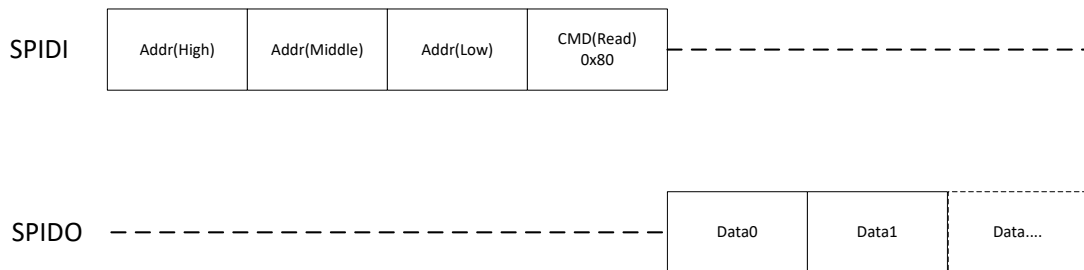 SPIDI
Addr(High)
Addr(Middle)
Addr(Low)
CMD(Read)
0x80
SPIDO
Data0
Data1
Data....